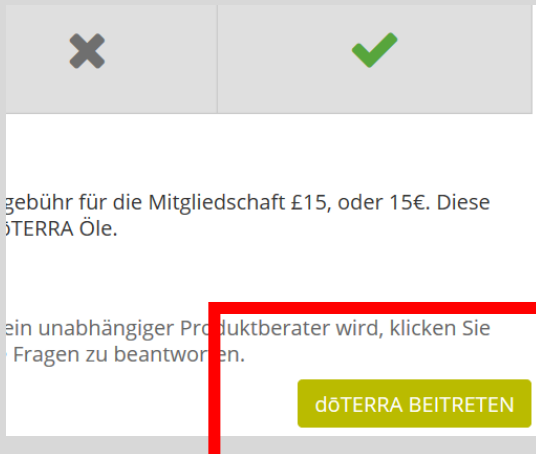 gebühr für die Mitgliedschaft £15, oder 15€. Diese
dōTERRA Öle.
ein unabhängiger Produktberater wird, klicken Sie
Fragen zu beantworten.
dōTERRA BEITRETEN